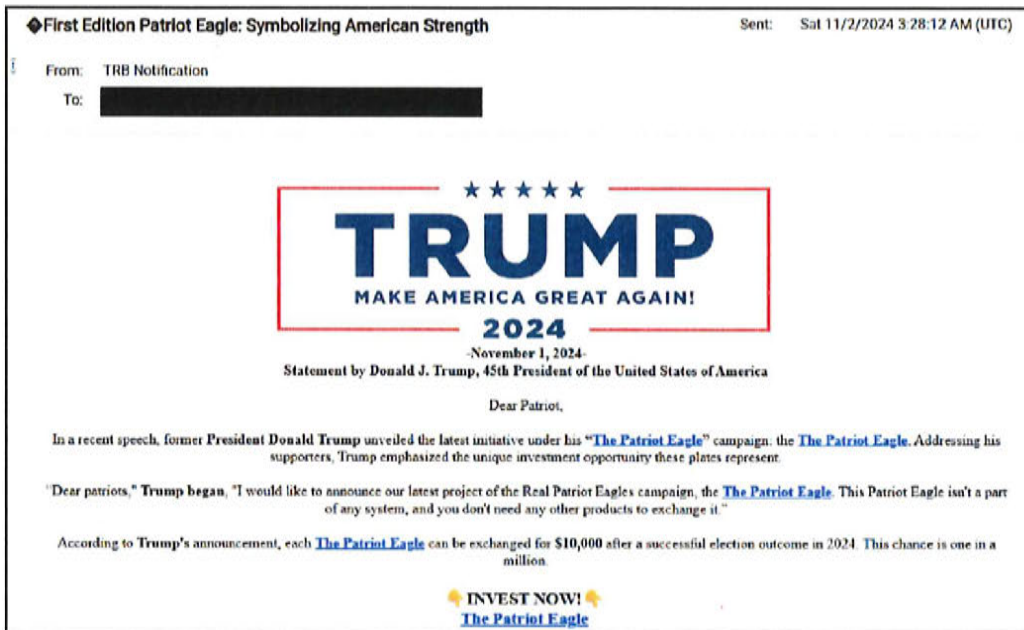 First Edition Patriot Eagle: Symbolizing American Strength
Sent: Sat 11/2/2024 3:28:12 AM (UTC)
From: TRB Notification
To:
TRUMP
MAKE AMERICA GREAT AGAIN!
2024
-November 1, 2024-
Statement by Donald J. Trump, 45th President of the United States of America
Dear Patriot,
In a recent speech, former President Donald Trump unveiled the latest initiative under his "The Patriot Eagle" campaign: the The Patriot Eagle. Addressing his
supporters, Trump emphasized the unique investment opportunity these plates represent.
"Dear patriots," Trump began, "I would like to announce our latest project of the Real Patriot Eagles campaign, the The Patriot Eagle. This Patriot Eagle isn't a part
of any system, and you don't need any other products to exchange it."
According to Trump's announcement, each The Patriot Eagle can be exchanged for $10,000 after a successful election outcome in 2024. This chance is one in a
million.
👇 INVEST NOW! 👇
The Patriot Eagle